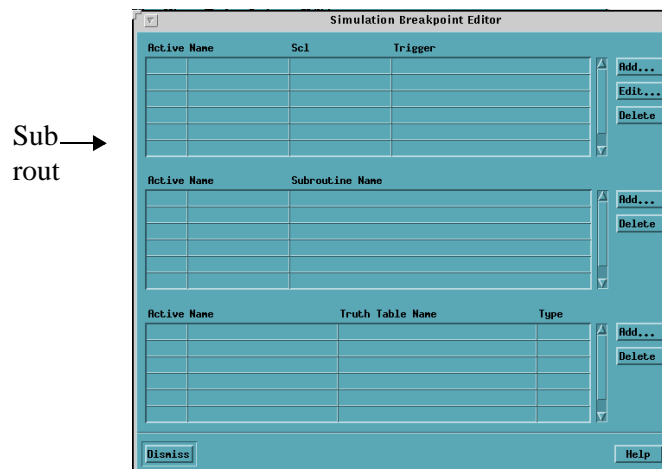 Simulation Breakpoint Editor
Active Name Scl Trigger
Add...
Edit...
Delete
Sub
rout
Active Name Subroutine Name
Add...
Delete
Active Name Truth Table Name Type
Add...
Delete
Dismiss Help